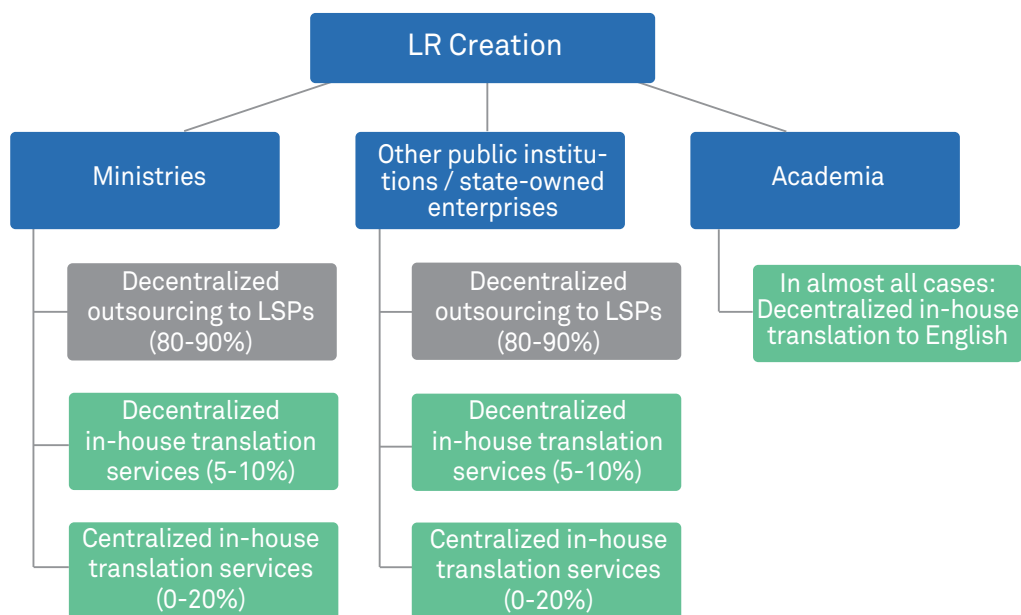 LR Creation
Ministries
Other public institu-
tions / state-owned
enterprises
Academia
Decentralized
outsourcing to LSPs
(80-90%)
Decentralized
in-house translation
services (5-10%)
Centralized in-house
translation services
(0-20%)
Decentralized
outsourcing to LSPs
(80-90%)
Decentralized
in-house translation
services (5-10%)
Centralized in-house
translation services
(0-20%)
In almost all cases:
Decentralized in-house
translation to English